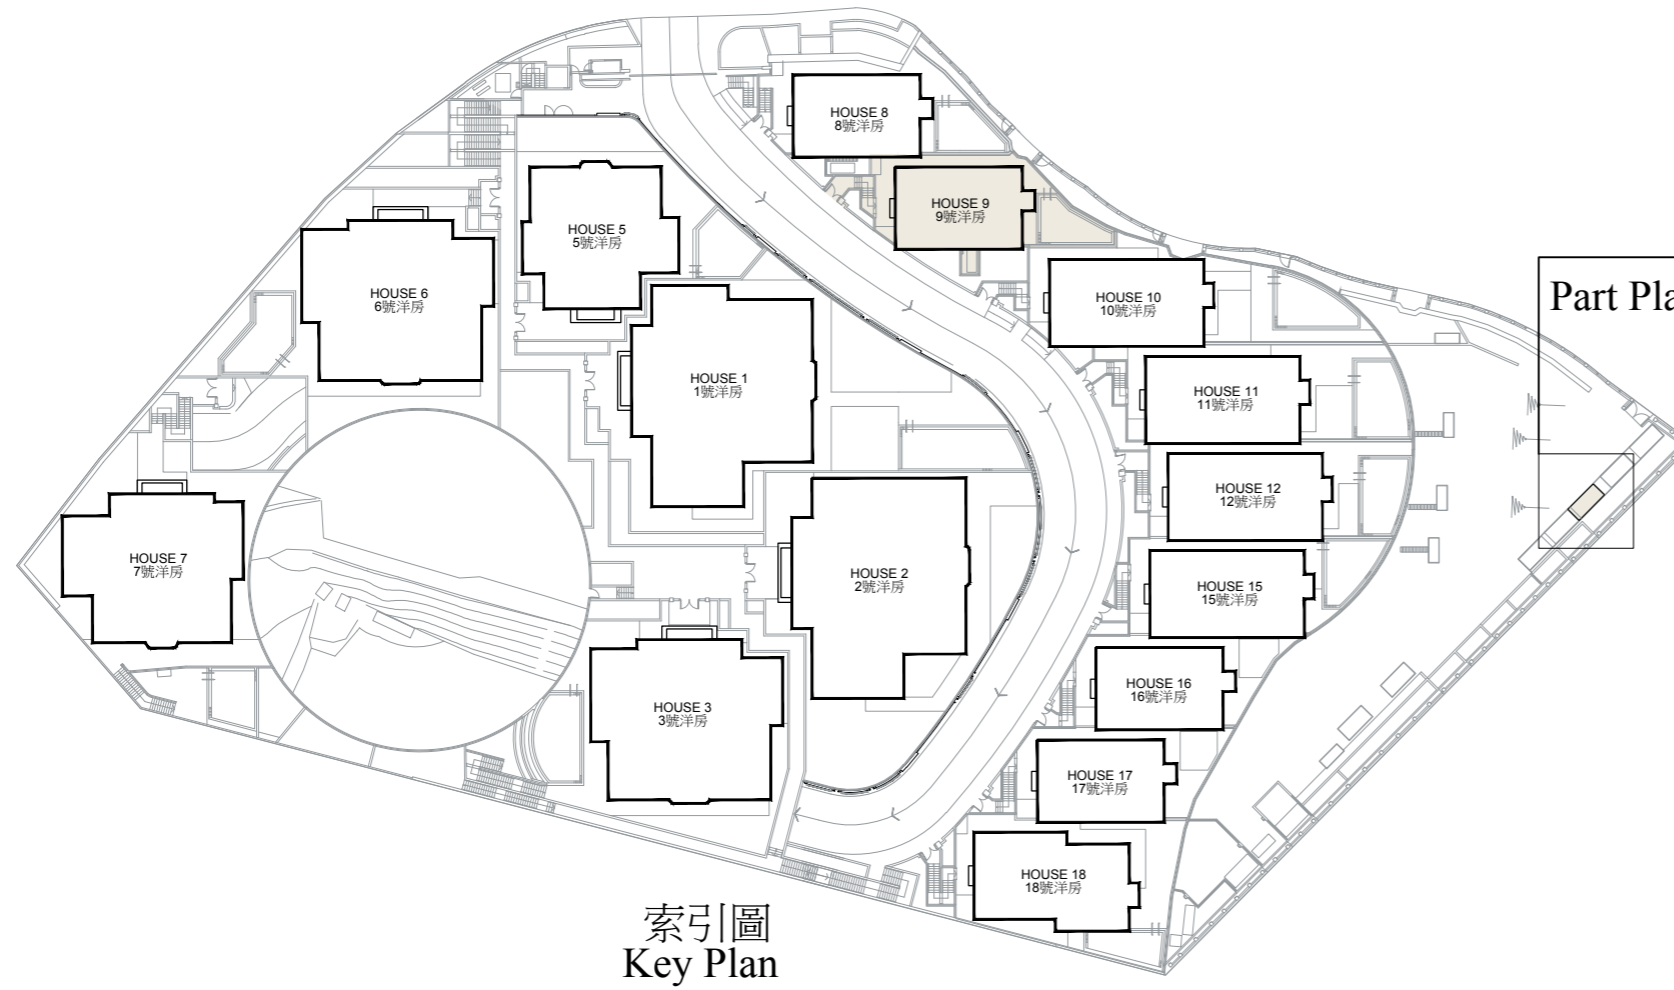 HOUSE 8
8號洋房
HOUSE 9
9號洋房
HOUSE 5
5號洋房
HOUSE 6
6號洋房
HOUSE 10
10號洋房
Part Pla
HOUSE 1
1號洋房
HOUSE 11
11號洋房
HOUSE 12
12號洋房
HOUSE 7
7號洋房
HOUSE 2
2號洋房
HOUSE 15
15號洋房
HOUSE 3
3號洋房
HOUSE 16
16號洋房
HOUSE 17
17號洋房
HOUSE 18
18號洋房
索引圖
Key Plan